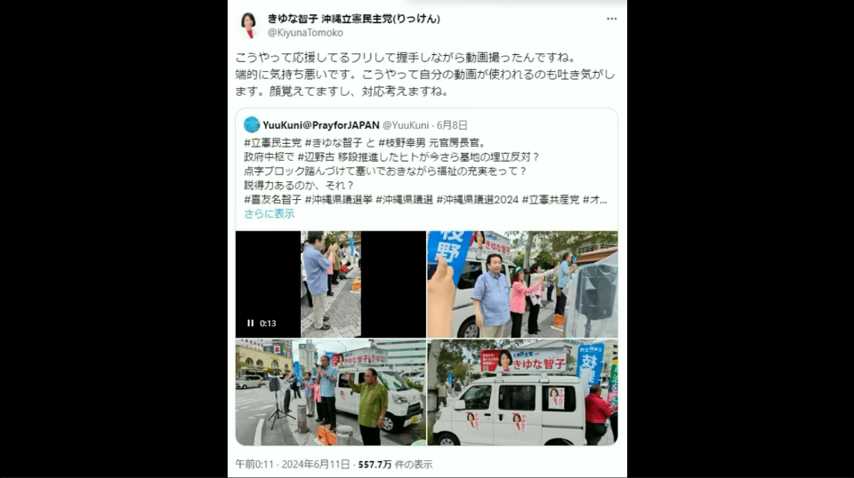 きゆな智子 沖縄立憲民主党(りっけん)
@KiyunaTomoko
こうやって応援してるフリして握手しながら動画撮ったんですね。
端的に気持ち悪いです。こうやって自分の動画が使われるのも吐き気がし
ます。顔覚えてますし、対応考えますね。
YuuKuni@PrayforJAPAN @YuuKuni · 6月8日
#立憲民主党 #きゆな智子 と #枝野幸男 元官房長官。
政府中枢で #辺野古 移設推進したヒトが今さら基地の埋立反対？
点字ブロック踏んづけて塞いでおきながら福祉の充実をって？
説得力あるのか、それ？
#喜友名智子 #沖縄県議選挙 #沖縄県議選 #沖縄県議選2024 #立憲共産党 #オ...
さらに表示
0:13
枝野
きゆな智子
きゆな智子
きゆな智子
枝
午前0:11 · 2024年6月11日 · 557.7万 件の表示